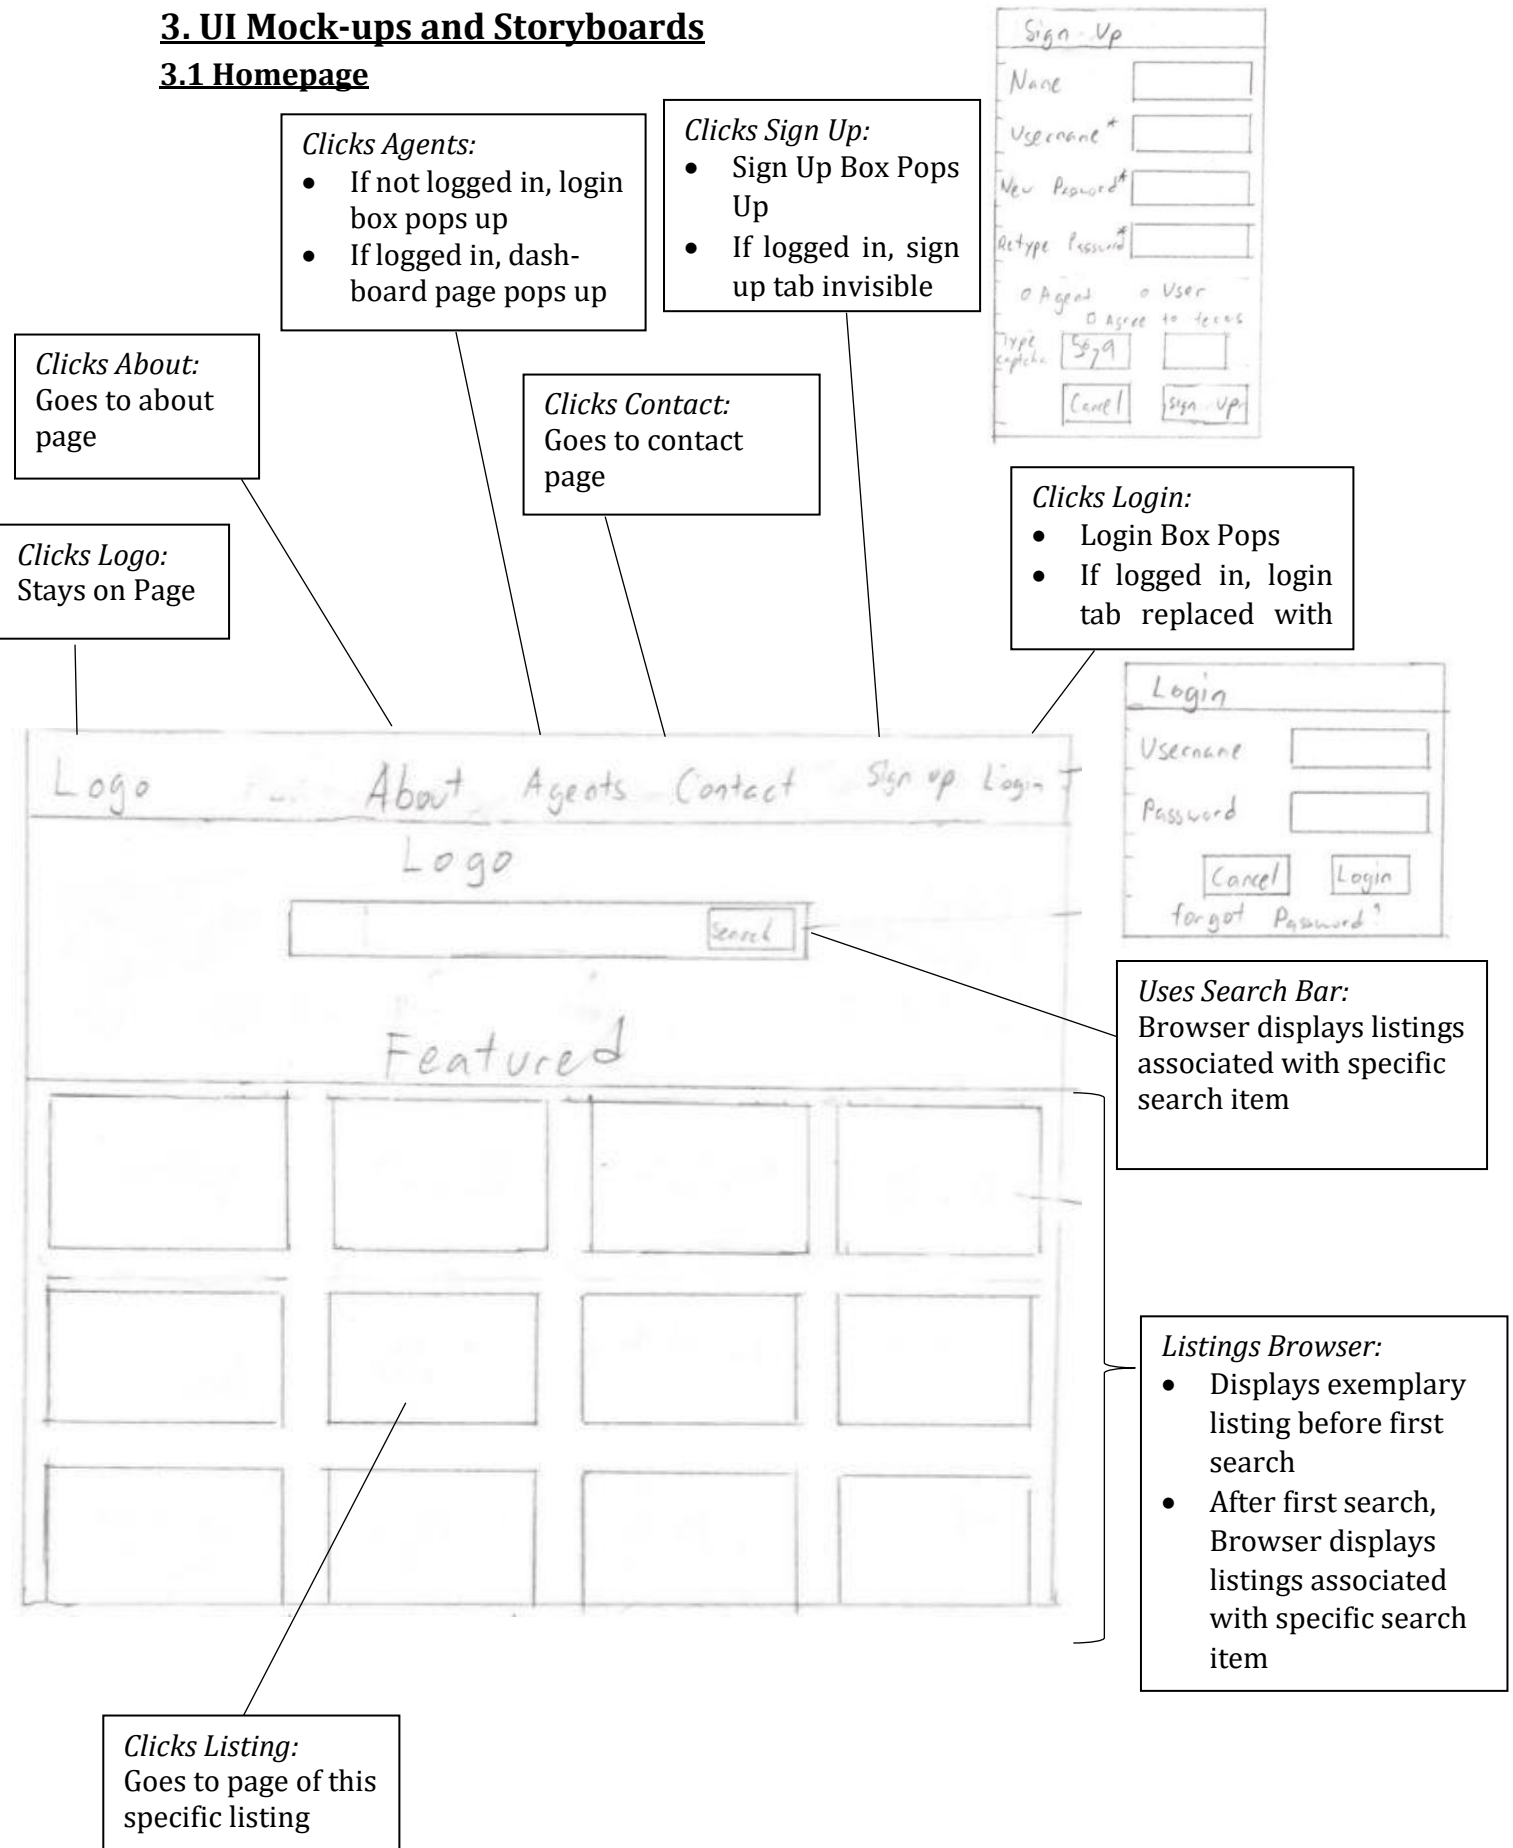 3. UI Mock-ups and Storyboards
3.1 Homepage
Sign Up
Name
Username*
New Password*
Retype Password*
o Agent o User
□ Agree to terms
Type captcha 5679
Cancel Sign Up
Clicks Agents:
• If not logged in, login
box pops up
• If logged in, dash-
board page pops up
Clicks Sign Up:
• Sign Up Box Pops
Up
• If logged in, sign
up tab invisible
Clicks About:
Goes to about
page
Clicks Contact:
Goes to contact
page
Clicks Login:
• Login Box Pops
• If logged in, login
tab replaced with
Clicks Logo:
Stays on Page
Login
Username
Password
Cancel Login
forgot Password?
Logo About Agents Contact Sign up Login
Logo
Search
Featured
Uses Search Bar:
Browser displays listings
associated with specific
search item
Listings Browser:
• Displays exemplary
listing before first
search
• After first search,
Browser displays
listings associated
with specific search
item
Clicks Listing:
Goes to page of this
specific listing